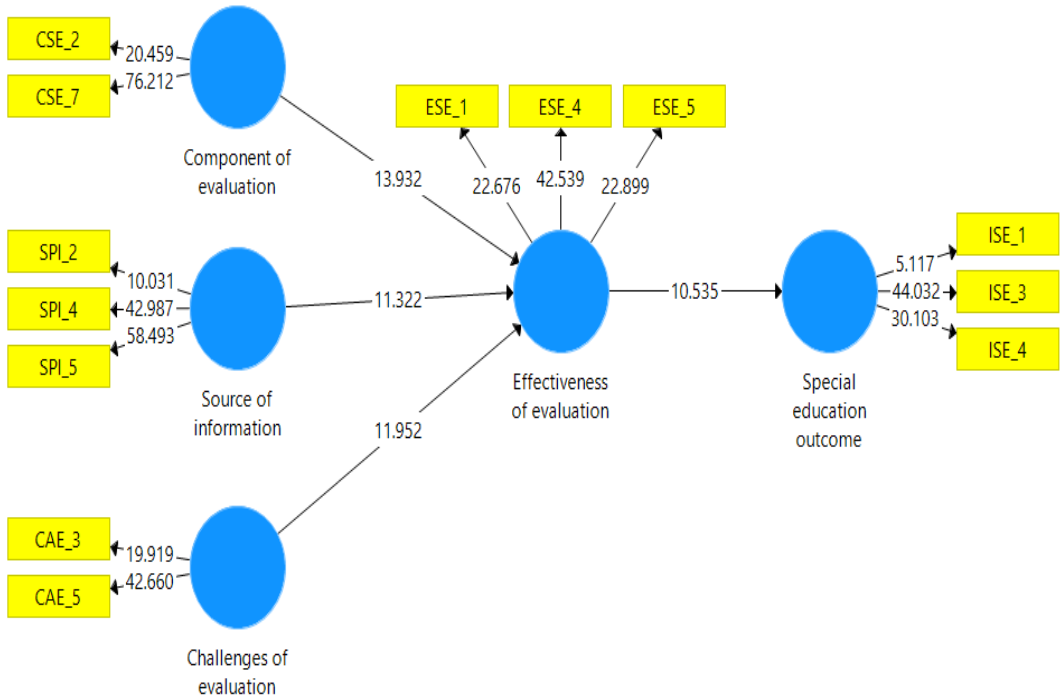 CSE_2
20.459
CSE_7
76.212
Component of
evaluation
13.932
ESE_1
ESE_4
ESE_5
22.676
42.539
22.899
SPI_2
10.031
SPI_4
42.987
SPI_5
58.493
Source of
information
11.322
Effectiveness
of evaluation
10.535
Special
education
outcome
ISE_1
5.117
ISE_3
44.032
ISE_4
30.103
11.952
CAE_3
19.919
CAE_5
42.660
Challenges of
evaluation